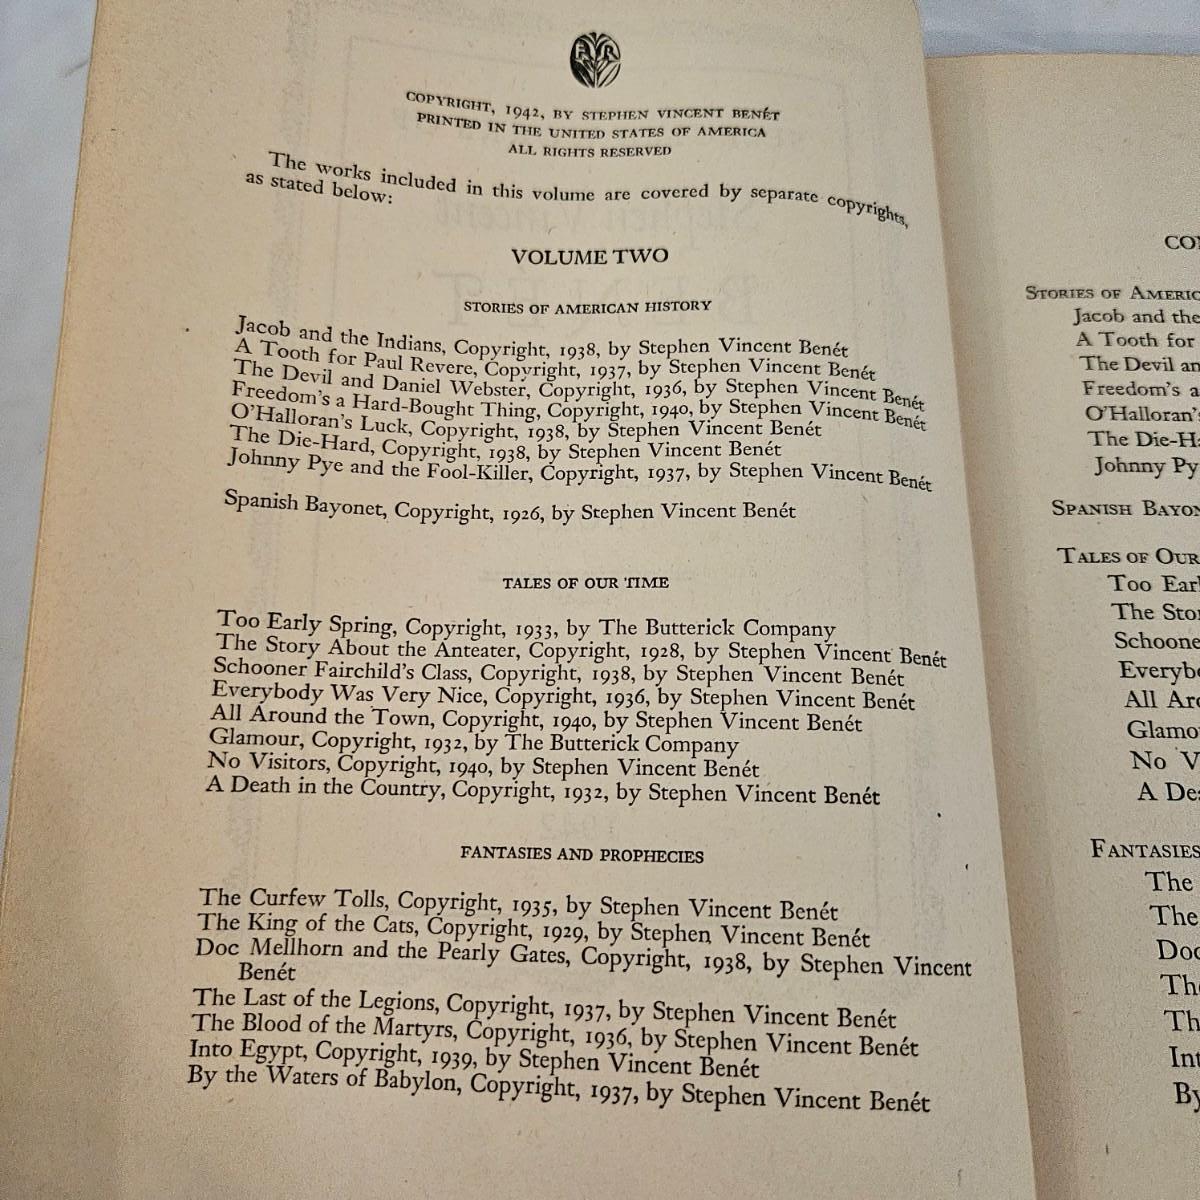 F R
COPYRIGHT, 1942, BY STEPHEN VINCENT BENÉT
PRINTED IN THE UNITED STATES OF AMERICA
ALL RIGHTS RESERVED
The works included in this volume are covered by separate copyrights,
as stated below:
VOLUME TWO
STORIES OF AMERICAN HISTORY
Jacob and the Indians, Copyright, 1938, by Stephen Vincent Benét
A Tooth for Paul Revere, Copyright, 1937, by Stephen Vincent Benét
The Devil and Daniel Webster, Copyright, 1936, by Stephen Vincent Benét
Freedom's a Hard-Bought Thing, Copyright, 1940, by Stephen Vincent Benét
O'Halloran's Luck, Copyright, 1938, by Stephen Vincent Benét
The Die-Hard, Copyright, 1938, by Stephen Vincent Benét
Johnny Pye and the Fool-Killer, Copyright, 1937, by Stephen Vincent Benét
Spanish Bayonet, Copyright, 1926, by Stephen Vincent Benét
TALES OF OUR TIME
Too Early Spring, Copyright, 1933, by The Butterick Company
The Story About the Anteater, Copyright, 1928, by Stephen Vincent Benét
Schooner Fairchild's Class, Copyright, 1938, by Stephen Vincent Benét
Everybody Was Very Nice, Copyright, 1936, by Stephen Vincent Benét
All Around the Town, Copyright, 1940, by Stephen Vincent Benét
Glamour, Copyright, 1932, by The Butterick Company
No Visitors, Copyright, 1940, by Stephen Vincent Benét
A Death in the Country, Copyright, 1932, by Stephen Vincent Benét
FANTASIES AND PROPHECIES
The Curfew Tolls, Copyright, 1935, by Stephen Vincent Benét
The King of the Cats, Copyright, 1929, by Stephen Vincent Benét
Doc Mellhorn and the Pearly Gates, Copyright, 1938, by Stephen Vincent
Benét
The Last of the Legions, Copyright, 1937, by Stephen Vincent Benét
The Blood of the Martyrs, Copyright, 1936, by Stephen Vincent Benét
Into Egypt, Copyright, 1939, by Stephen Vincent Benét
By the Waters of Babylon, Copyright, 1937, by Stephen Vincent Benét
CO
STORIES OF AMERIC
Jacob and the
A Tooth for
The Devil an
Freedom's a
O'Halloran'
The Die-H
Johnny Py
SPANISH BAYO
TALES OF OUR
Too Earl
The Sto
Schoone
Everyb
All Aro
Glamo
No V
A De
FANTASIES
The
The
Doc
Th
Th
Int
By